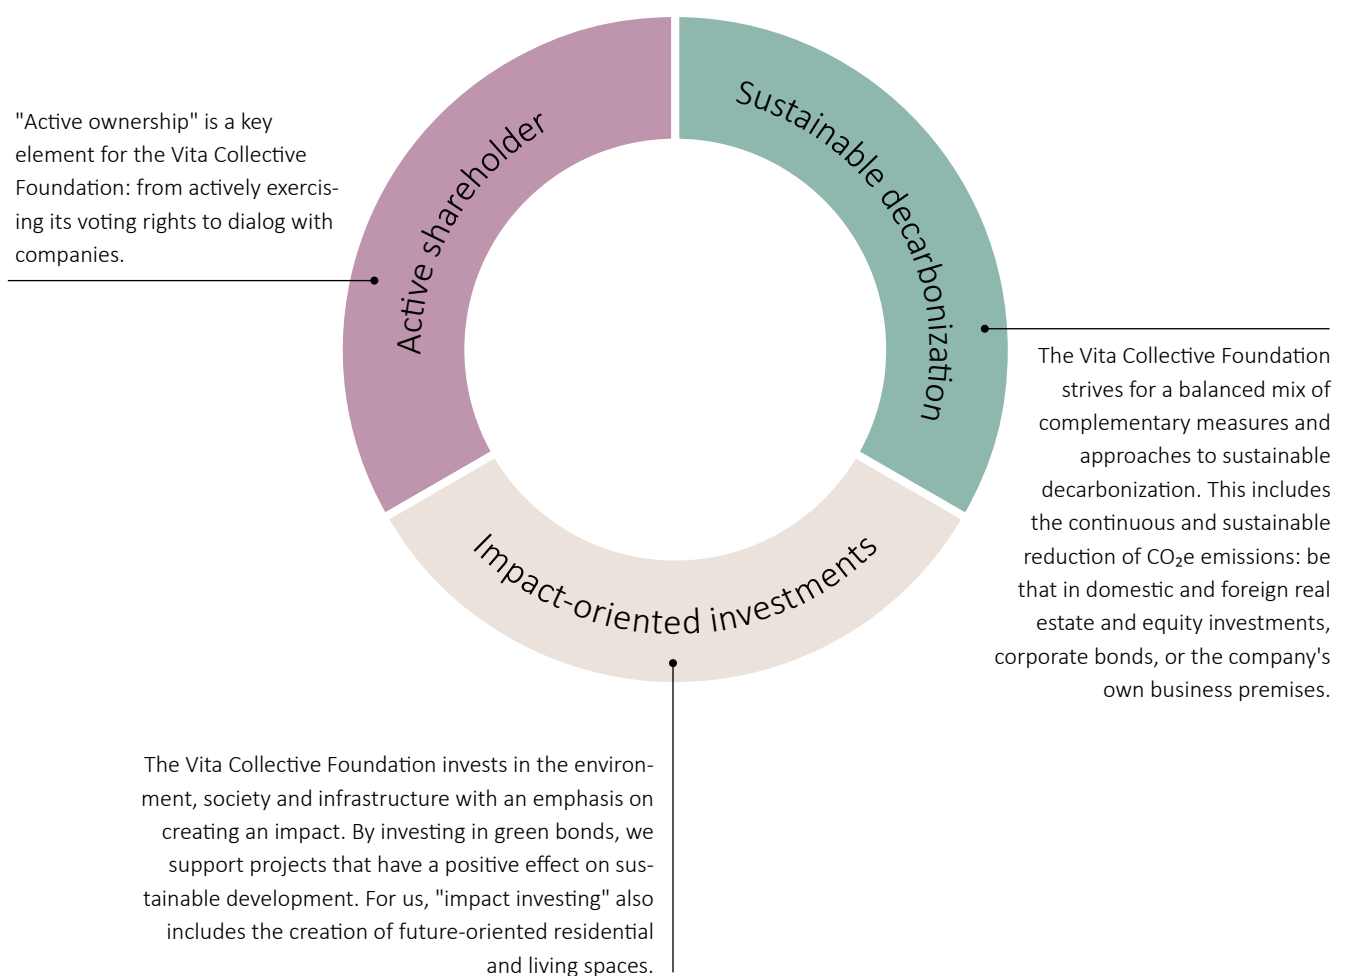 "Active ownership" is a key
element for the Vita Collective
Foundation: from actively exercis-
ing its voting rights to dialog with
companies.
Active shareholder
Sustainable decarbonization
The Vita Collective Foundation
strives for a balanced mix of
complementary measures and
approaches to sustainable
decarbonization. This includes
the continuous and sustainable
reduction of CO₂e emissions: be
that in domestic and foreign real
estate and equity investments,
corporate bonds, or the company's
own business premises.
Impact-oriented investments
The Vita Collective Foundation invests in the environ-
ment, society and infrastructure with an emphasis on
creating an impact. By investing in green bonds, we
support projects that have a positive effect on sus-
tainable development. For us, "impact investing" also
includes the creation of future-oriented residential
and living spaces.